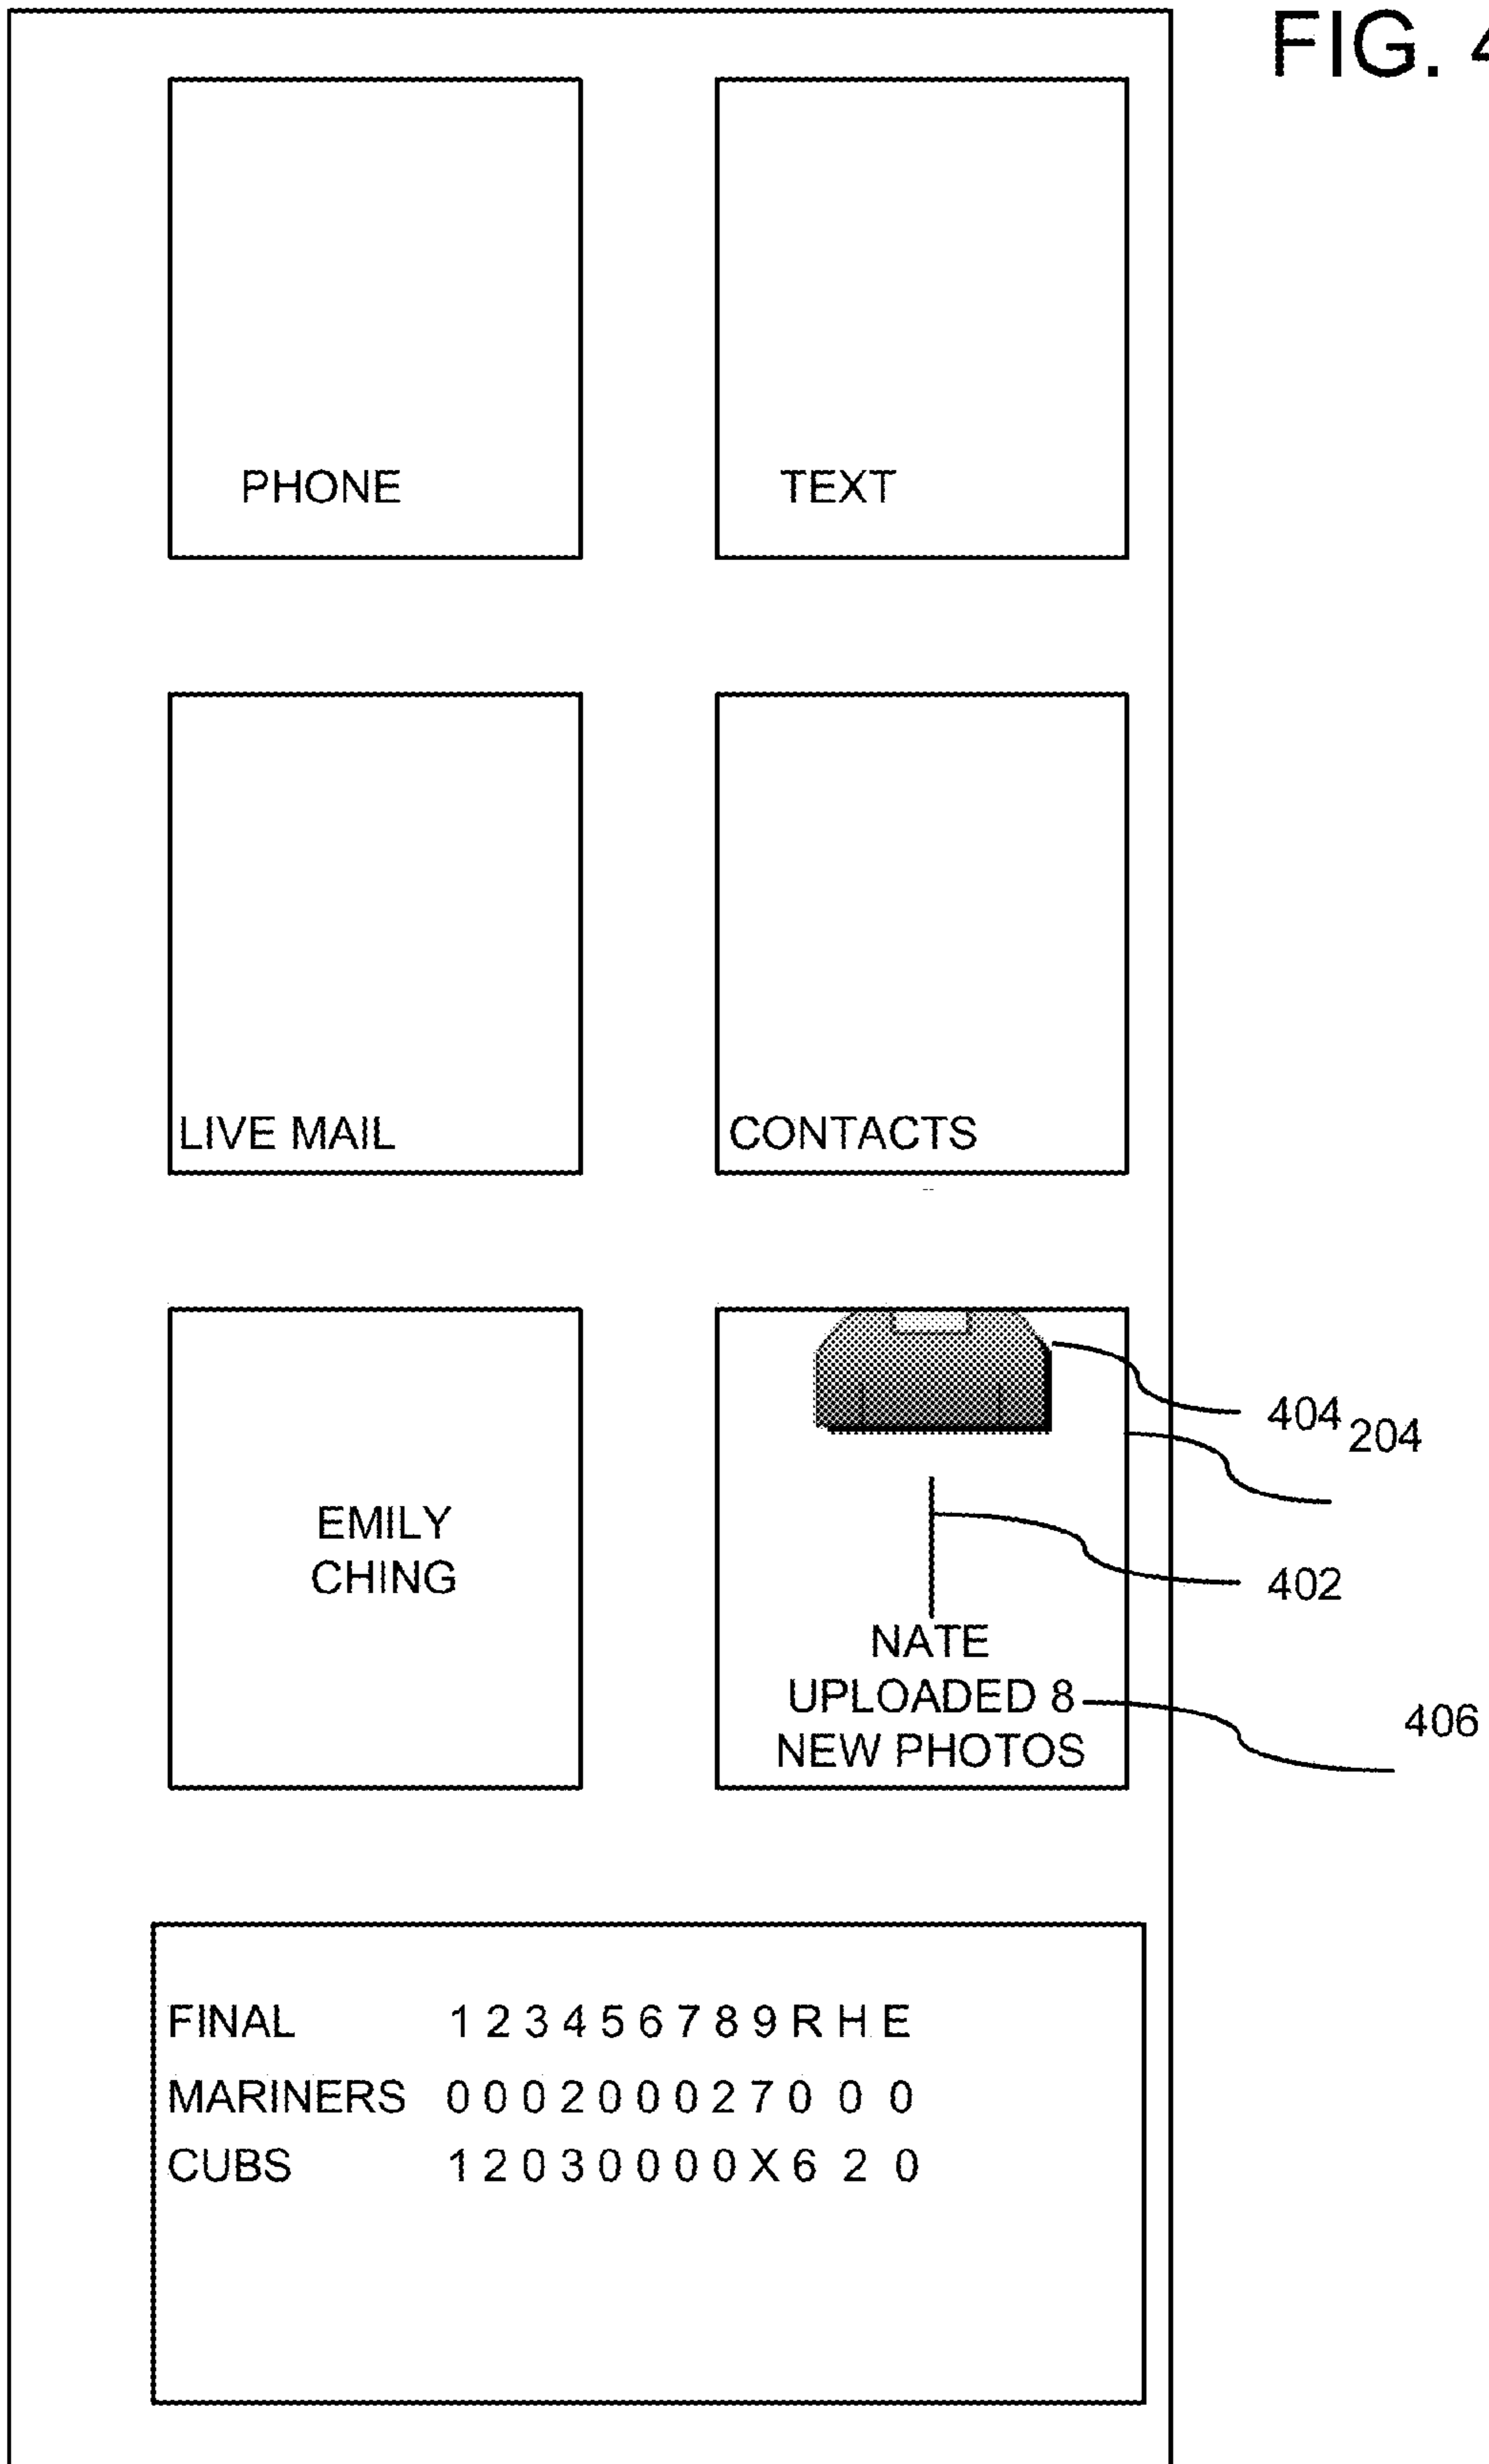 FIG. 4
PHONE
TEXT
LIVE MAIL
CONTACTS
EMILY
CHING
404
204
402
NATE
UPLOADED 8
NEW PHOTOS
406
FINAL 1 2 3 4 5 6 7 8 9 R H E
MARINERS 0 0 0 2 0 0 0 2 7 0 0 0
CUBS 1 2 0 3 0 0 0 0 X 6 2 0